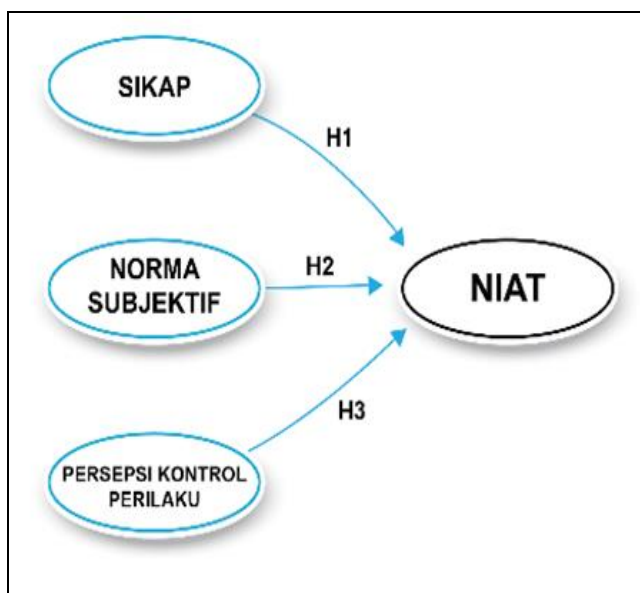 SIKAP
H1
NORMA
SUBJEKTIF
H2
NIAT
H3
PERSEPSI KONTROL
PERILAKU